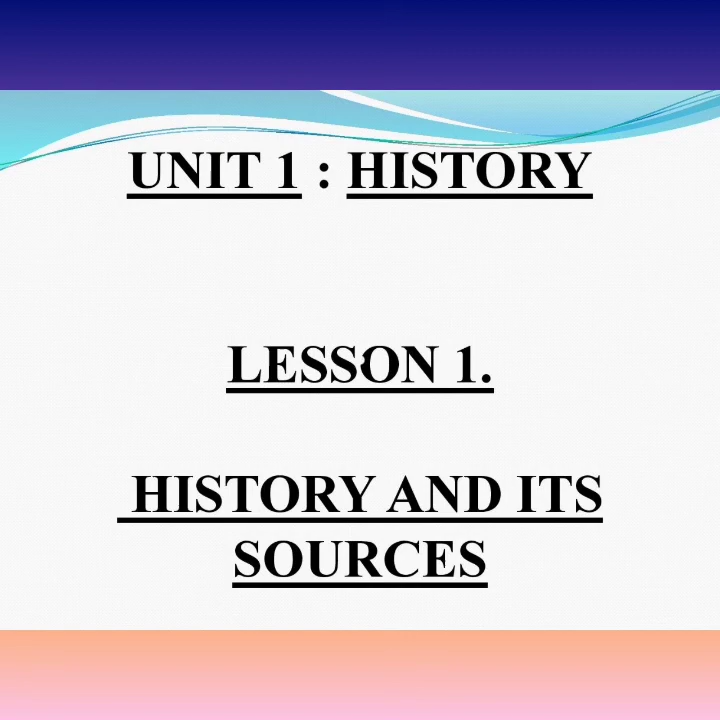 UNIT 1 : HISTORY
LESSON 1.
HISTORY AND ITS
SOURCES